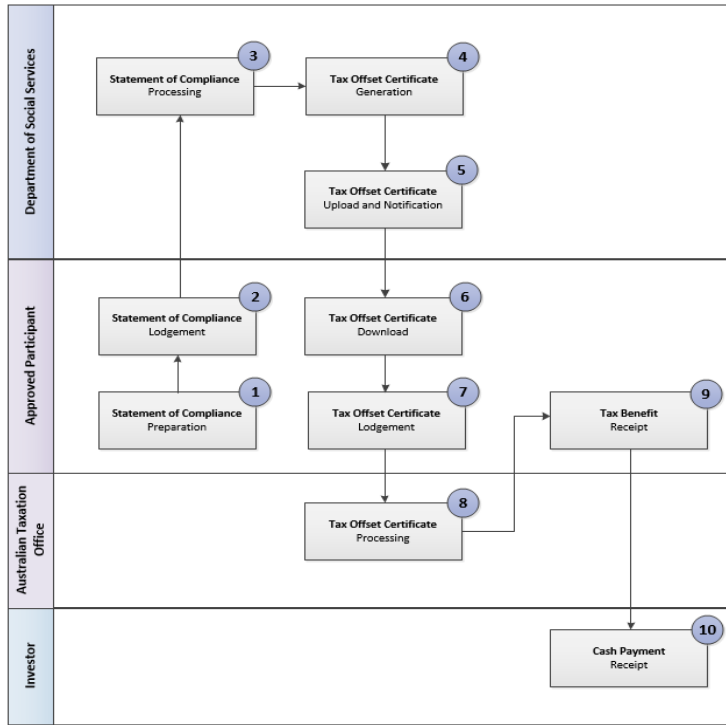 Department of Social Services
3
Statement of Compliance
Processing
4
Tax Offset Certificate
Generation
5
Tax Offset Certificate
Upload and Notification
Approved Participant
2
Statement of Compliance
Lodgement
6
Tax Offset Certificate
Download
1
Statement of Compliance
Preparation
7
Tax Offset Certificate
Lodgement
9
Tax Benefit
Receipt
Australian Taxation
Office
8
Tax Offset Certificate
Processing
Investor
10
Cash Payment
Receipt